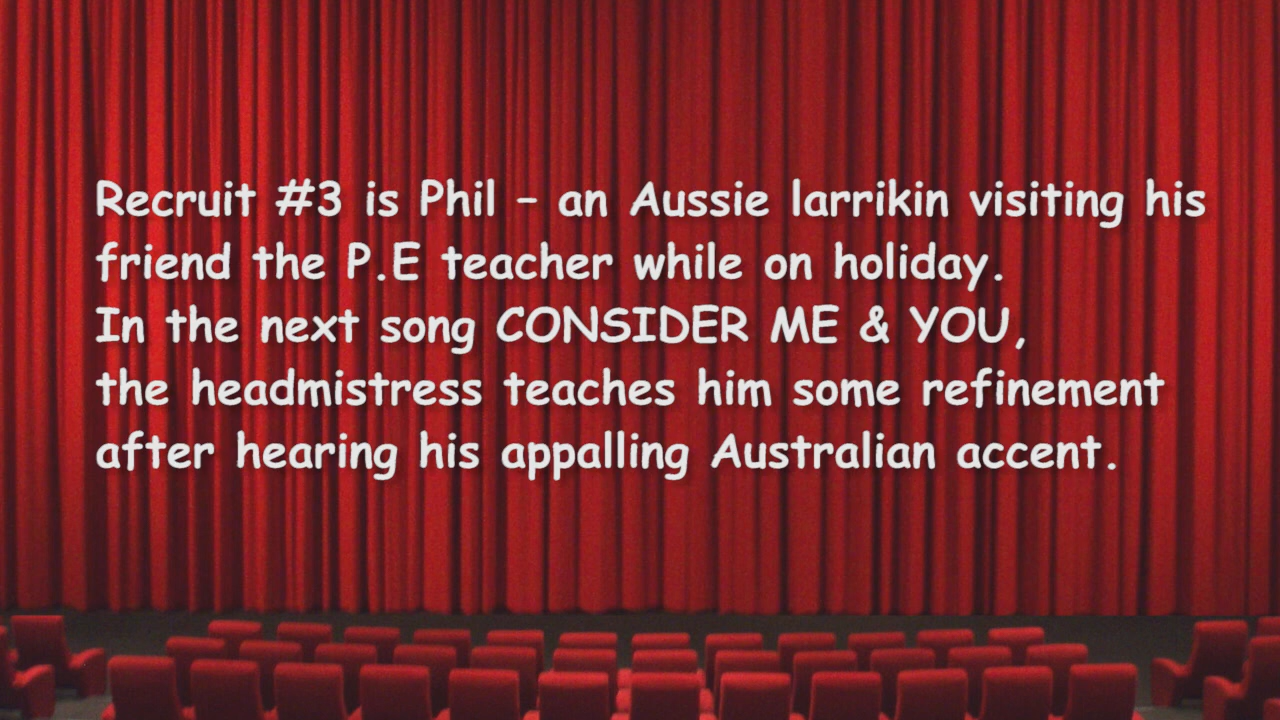 Recruit #3 is Phil – an Aussie larrikin visiting his
friend the P.E teacher while on holiday.
In the next song CONSIDER ME & YOU,
the headmistress teaches him some refinement
after hearing his appalling Australian accent.